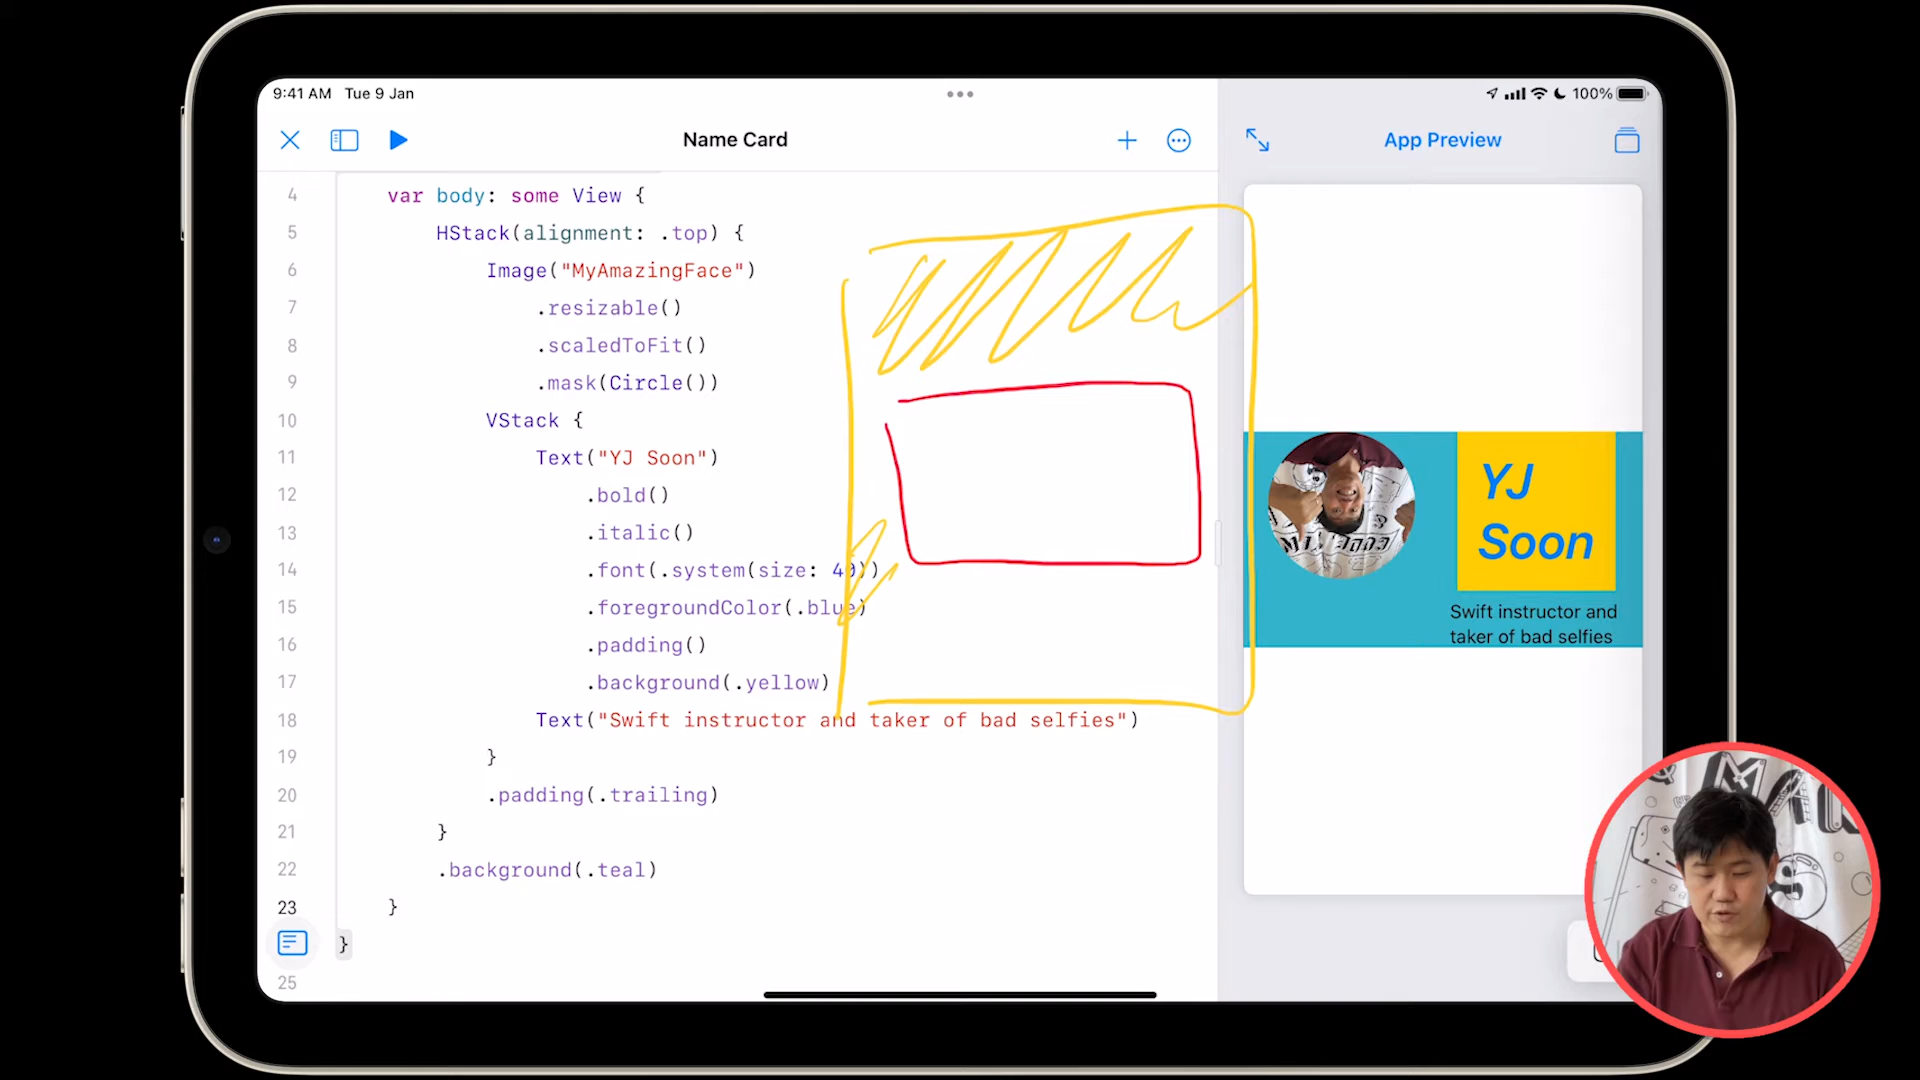 9:41 AM Tue 9 Jan
100%
Name Card
App Preview
4 var body: some View {
5 HStack(alignment: .top) {
6 Image("MyAmazingFace")
7 .resizable()
8 .scaledToFit()
9 .mask(Circle())
10 VStack {
11 Text("YJ Soon")
12 .bold()
13 .italic()
14 .font(.system(size: 40))
15 .foregroundColor(.blue)
16 .padding()
17 .background(.yellow)
18 Text("Swift instructor and taker of bad selfies")
19 }
20 .padding(.trailing)
21 }
22 .background(.teal)
23 }
}
25
YJ
Soon
Swift instructor and
taker of bad selfies